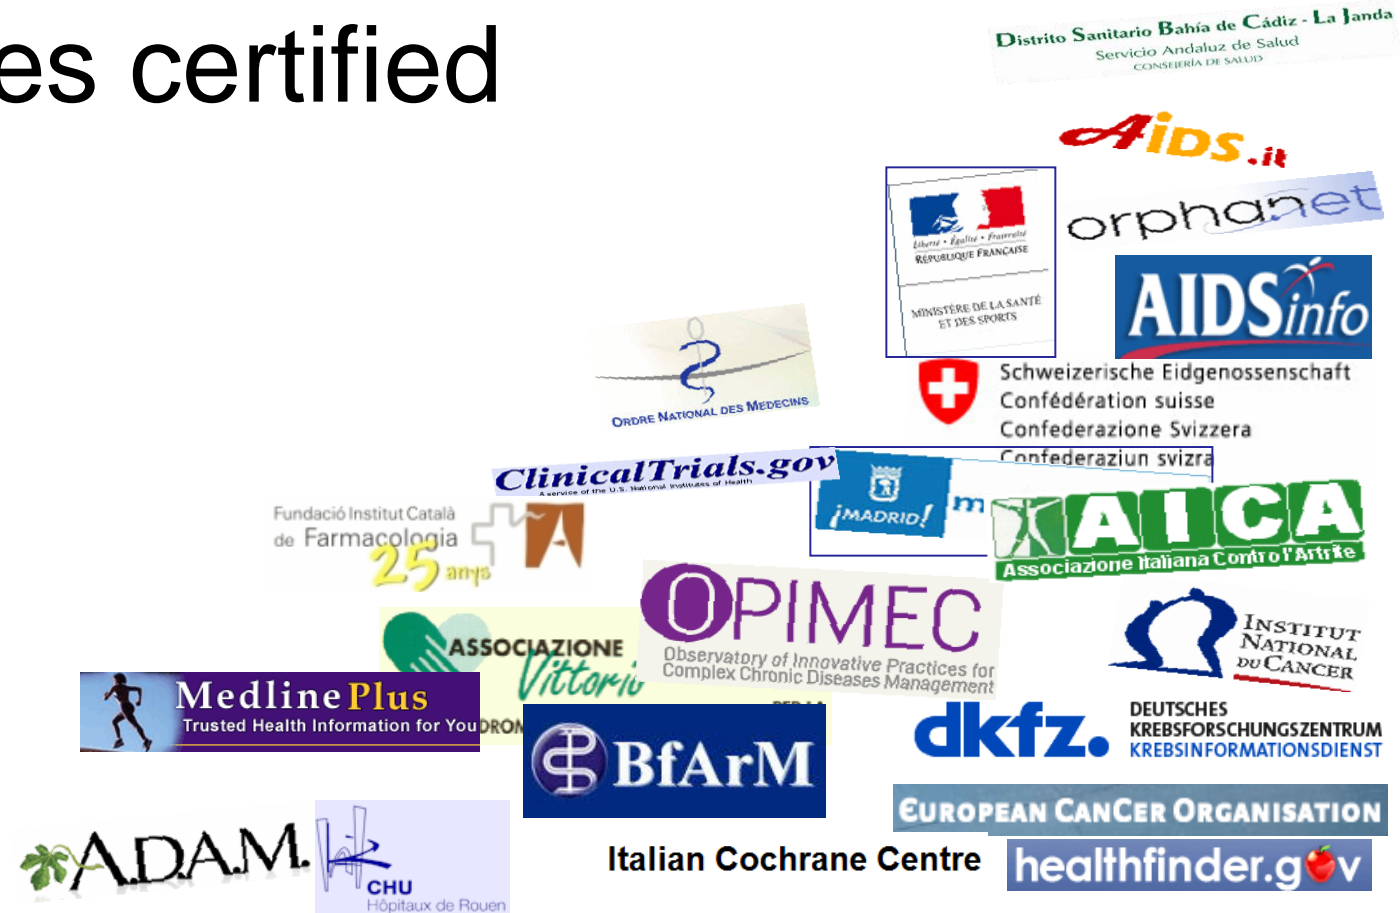 es certified
Distrito Sanitario Bahía de Cádiz - La Janda
Servicio Andaluz de Salud
CONSEJERÍA DE SALUD
AIDS.it
orphanet
Liberté • Égalité • Fraternité
RÉPUBLIQUE FRANÇAISE
MINISTÈRE DE LA SANTÉ
ET DES SPORTS
AIDSinfo
ORDRE NATIONAL DES MEDECINS
Schweizerische Eidgenossenschaft
Confédération suisse
Confederazione Svizzera
Confederaziun svizra
ClinicalTrials.gov
A service of the U.S. National Institutes of Health
¡MADRID!
m
AICA
Associazione Italiana Contro l'Artrite
Fundació Institut Català
de Farmacologia
25 anys
OPIMEC
Observatory of Innovative Practices for
Complex Chronic Diseases Management
INSTITUT
NATIONAL
DU CANCER
ASSOCIAZIONE
Vittorio
DROM
MedlinePlus
Trusted Health Information for You
BfArM
dkfz.
DEUTSCHES
KREBSFORSCHUNGSZENTRUM
KREBSINFORMATIONSDIENST
EUROPEAN CANCER ORGANISATION
A.D.A.M.
CHU
Hôpitaux de Rouen
Italian Cochrane Centre
healthfinder.gov